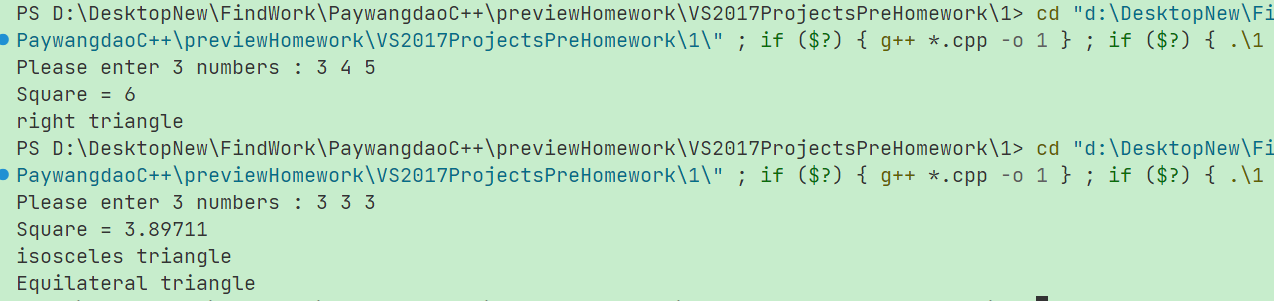 PS D:\DesktopNew\FindWork\PaywangdaoC++\previewHomework\VS2017ProjectsPreHomework\1> cd "d:\DesktopNew\Fi
PaywangdaoC++\previewHomework\VS2017ProjectsPreHomework\1\" ; if ($?) { g++ *.cpp -o 1 } ; if ($?) { .\1
Please enter 3 numbers : 3 4 5
Square = 6
right triangle
PS D:\DesktopNew\FindWork\PaywangdaoC++\previewHomework\VS2017ProjectsPreHomework\1> cd "d:\DesktopNew\Fi
PaywangdaoC++\previewHomework\VS2017ProjectsPreHomework\1\" ; if ($?) { g++ *.cpp -o 1 } ; if ($?) { .\1
Please enter 3 numbers : 3 3 3
Square = 3.89711
isosceles triangle
Equilateral triangle